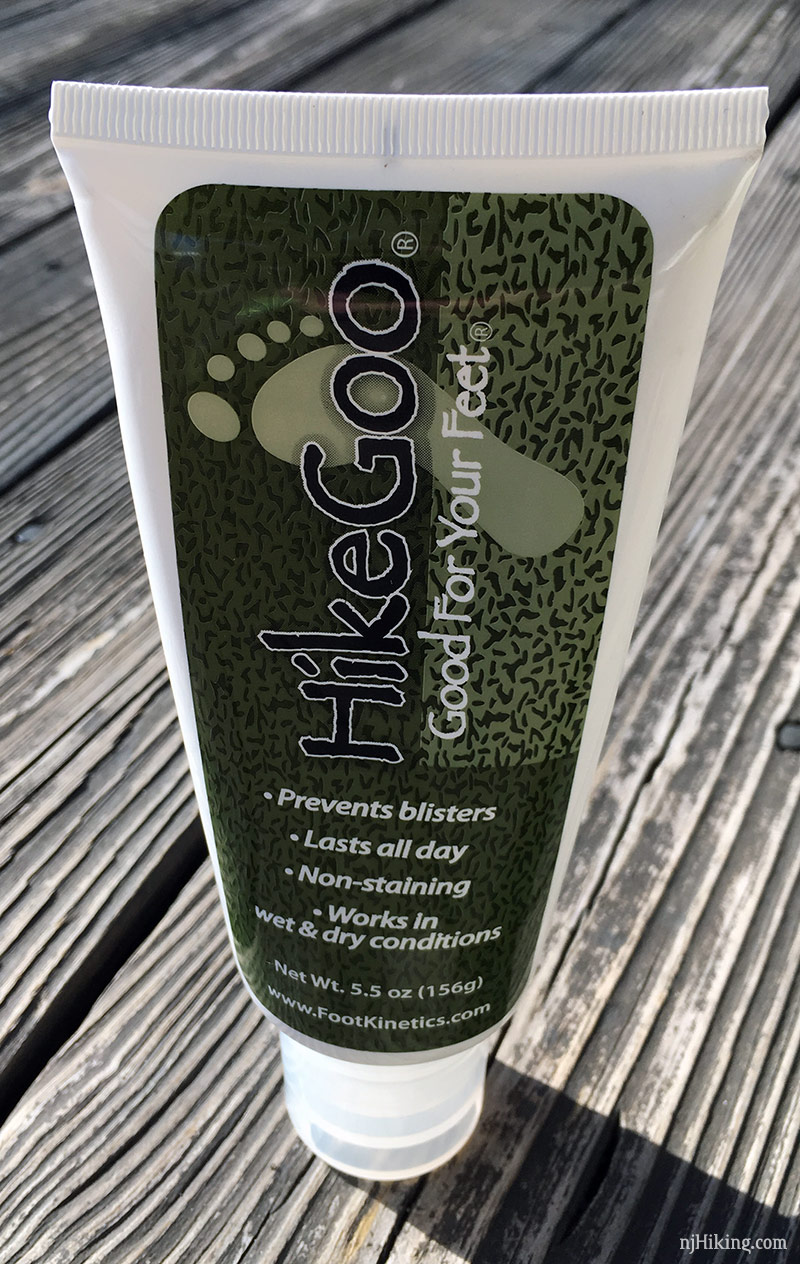 HikeGoo®
Good For Your Feet®
• Prevents blisters
• Lasts all day
• Non-staining
• Works in
wet & dry conditions
Net Wt. 5.5 oz (156g)
www.FootKinetics.com
njHiking.com